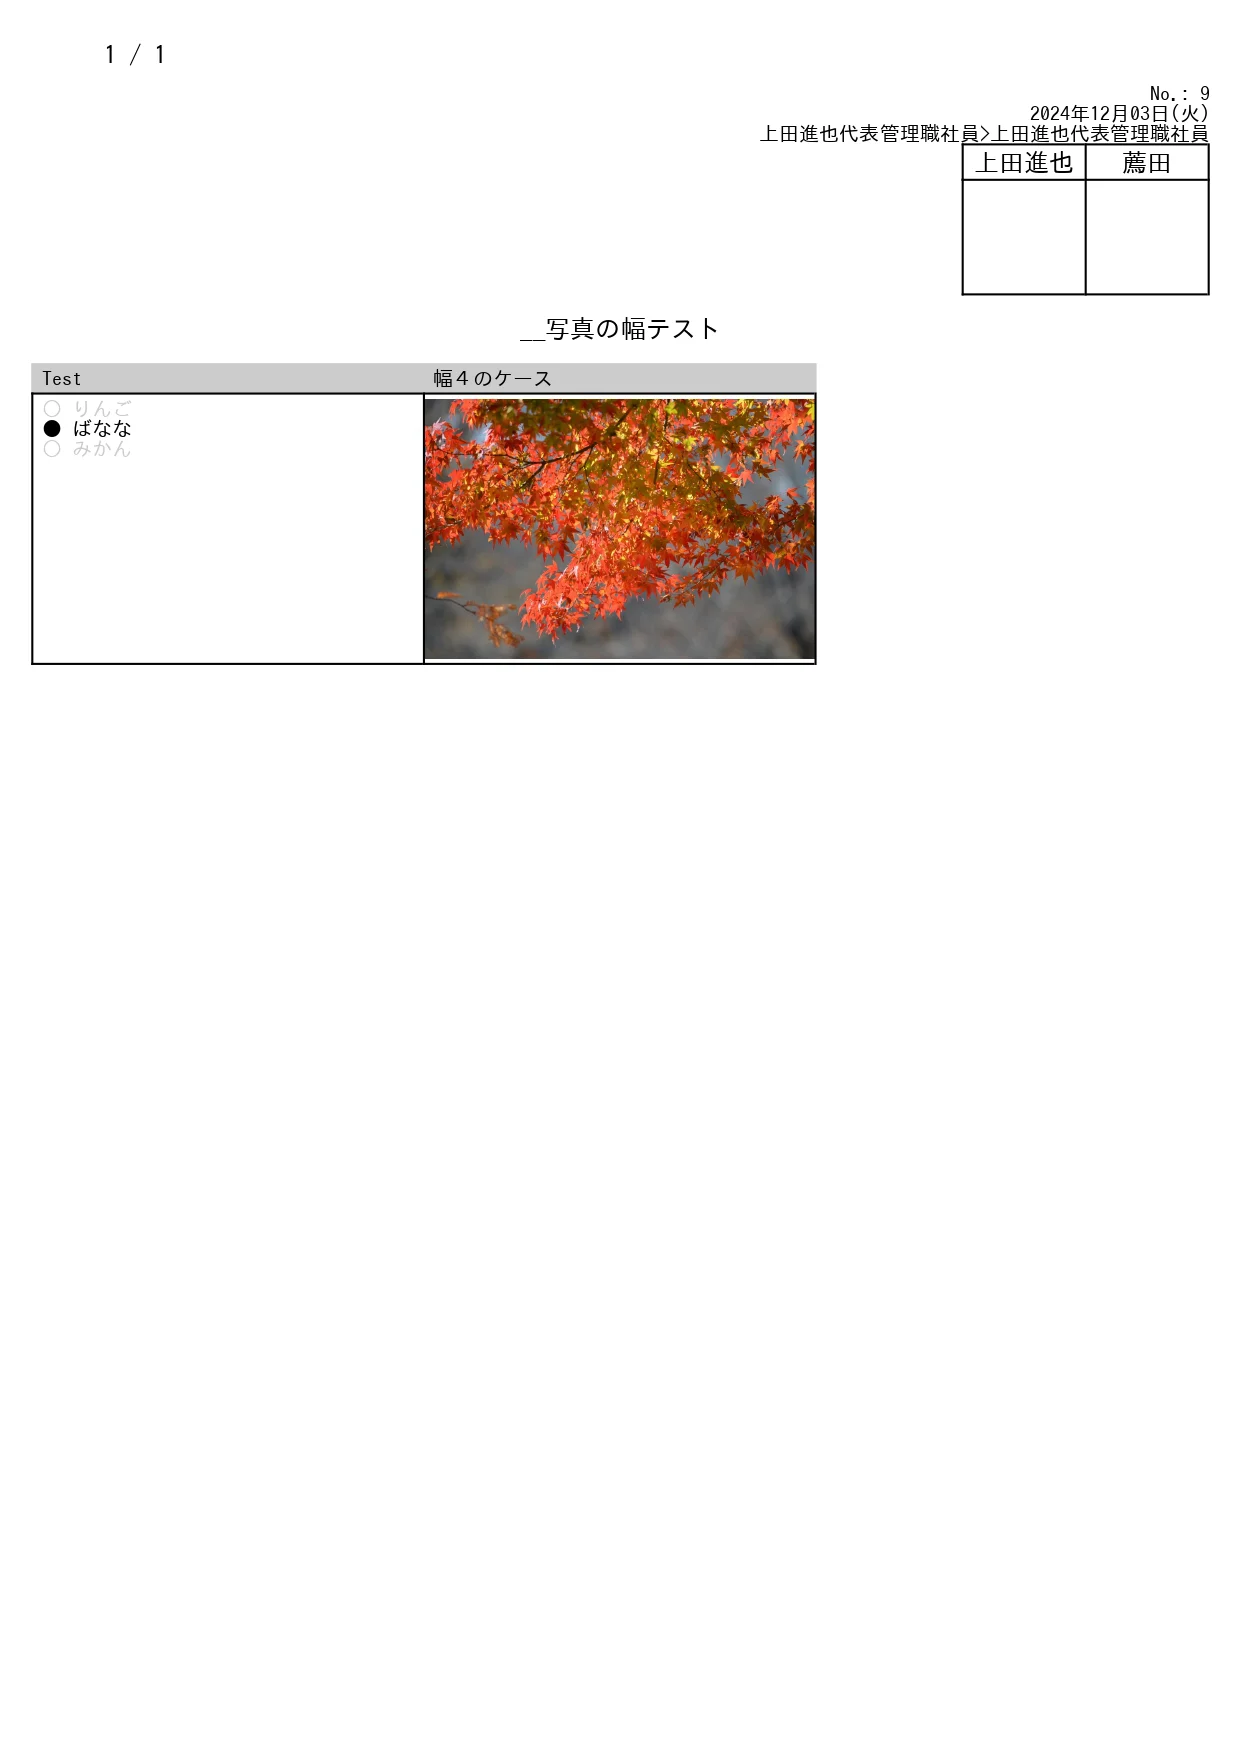 1 / 1
No.: 9
2024年12月03日(火)
上田進也代表管理職社員>上田進也代表管理職社員
上田進也 薦田
__写真の幅テスト
Test 幅４のケース
○ りんご
● ばなな
○ みかん